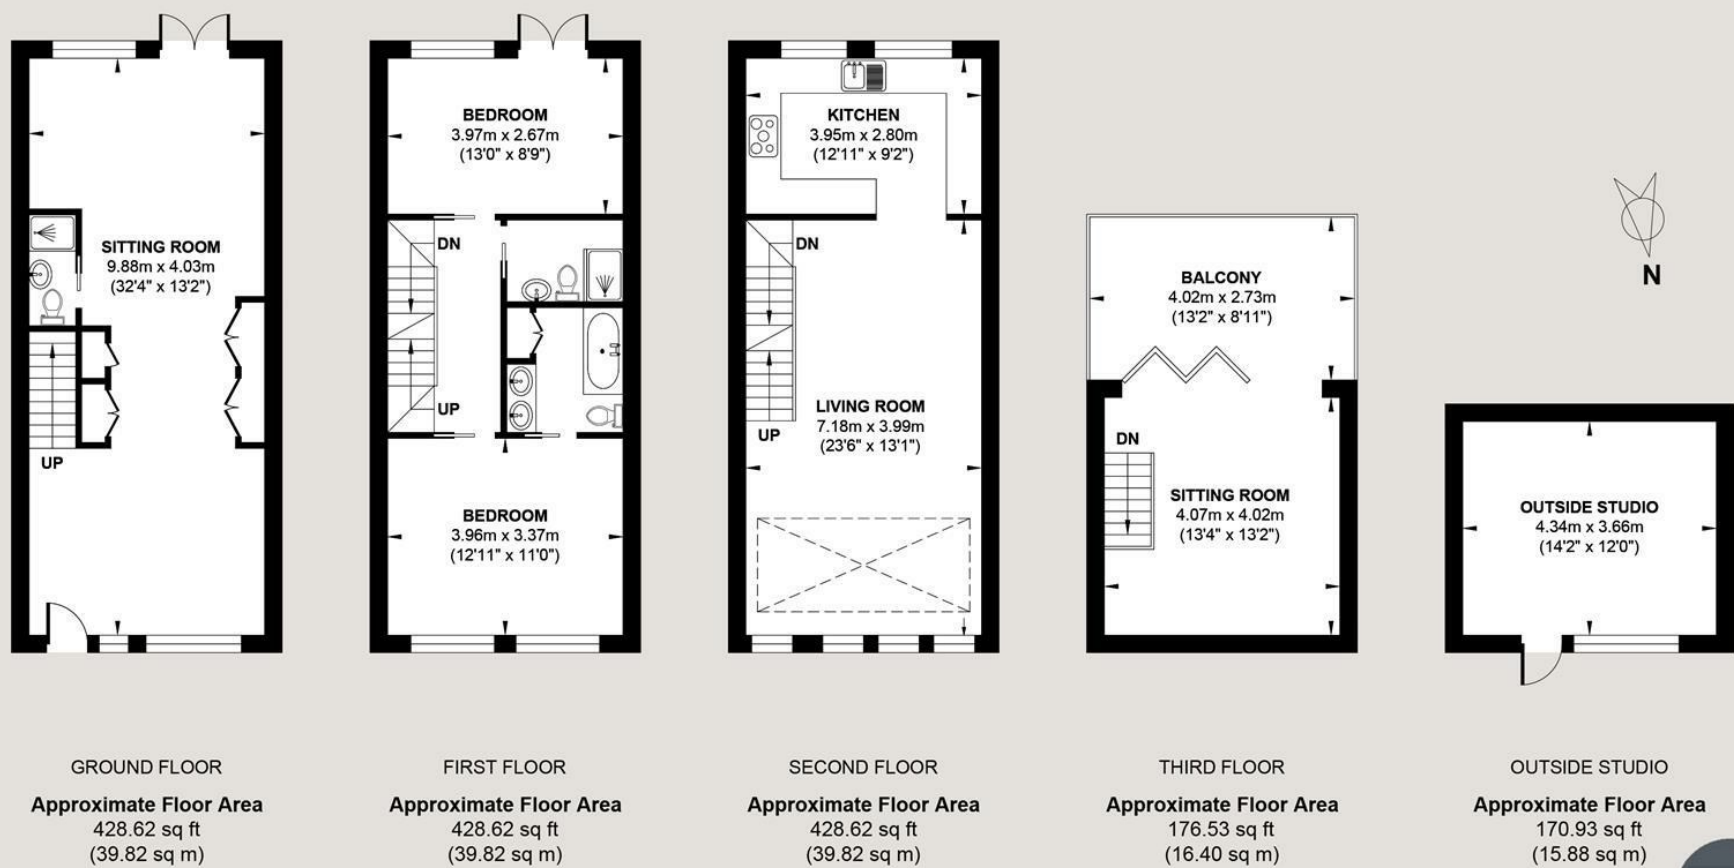 SITTING ROOM
9.88m x 4.03m
(32'4" x 13'2")
UP
GROUND FLOOR
Approximate Floor Area
428.62 sq ft
(39.82 sq m)
BEDROOM
3.97m x 2.67m
(13'0" x 8'9")
DN
UP
BEDROOM
3.96m x 3.37m
(12'11" x 11'0")
FIRST FLOOR
Approximate Floor Area
428.62 sq ft
(39.82 sq m)
KITCHEN
3.95m x 2.80m
(12'11" x 9'2")
DN
LIVING ROOM
7.18m x 3.99m
(23'6" x 13'1")
UP
SECOND FLOOR
Approximate Floor Area
428.62 sq ft
(39.82 sq m)
BALCONY
4.02m x 2.73m
(13'2" x 8'11")
DN
SITTING ROOM
4.07m x 4.02m
(13'4" x 13'2")
THIRD FLOOR
Approximate Floor Area
176.53 sq ft
(16.40 sq m)
N
OUTSIDE STUDIO
4.34m x 3.66m
(14'2" x 12'0")
OUTSIDE STUDIO
Approximate Floor Area
170.93 sq ft
(15.88 sq m)